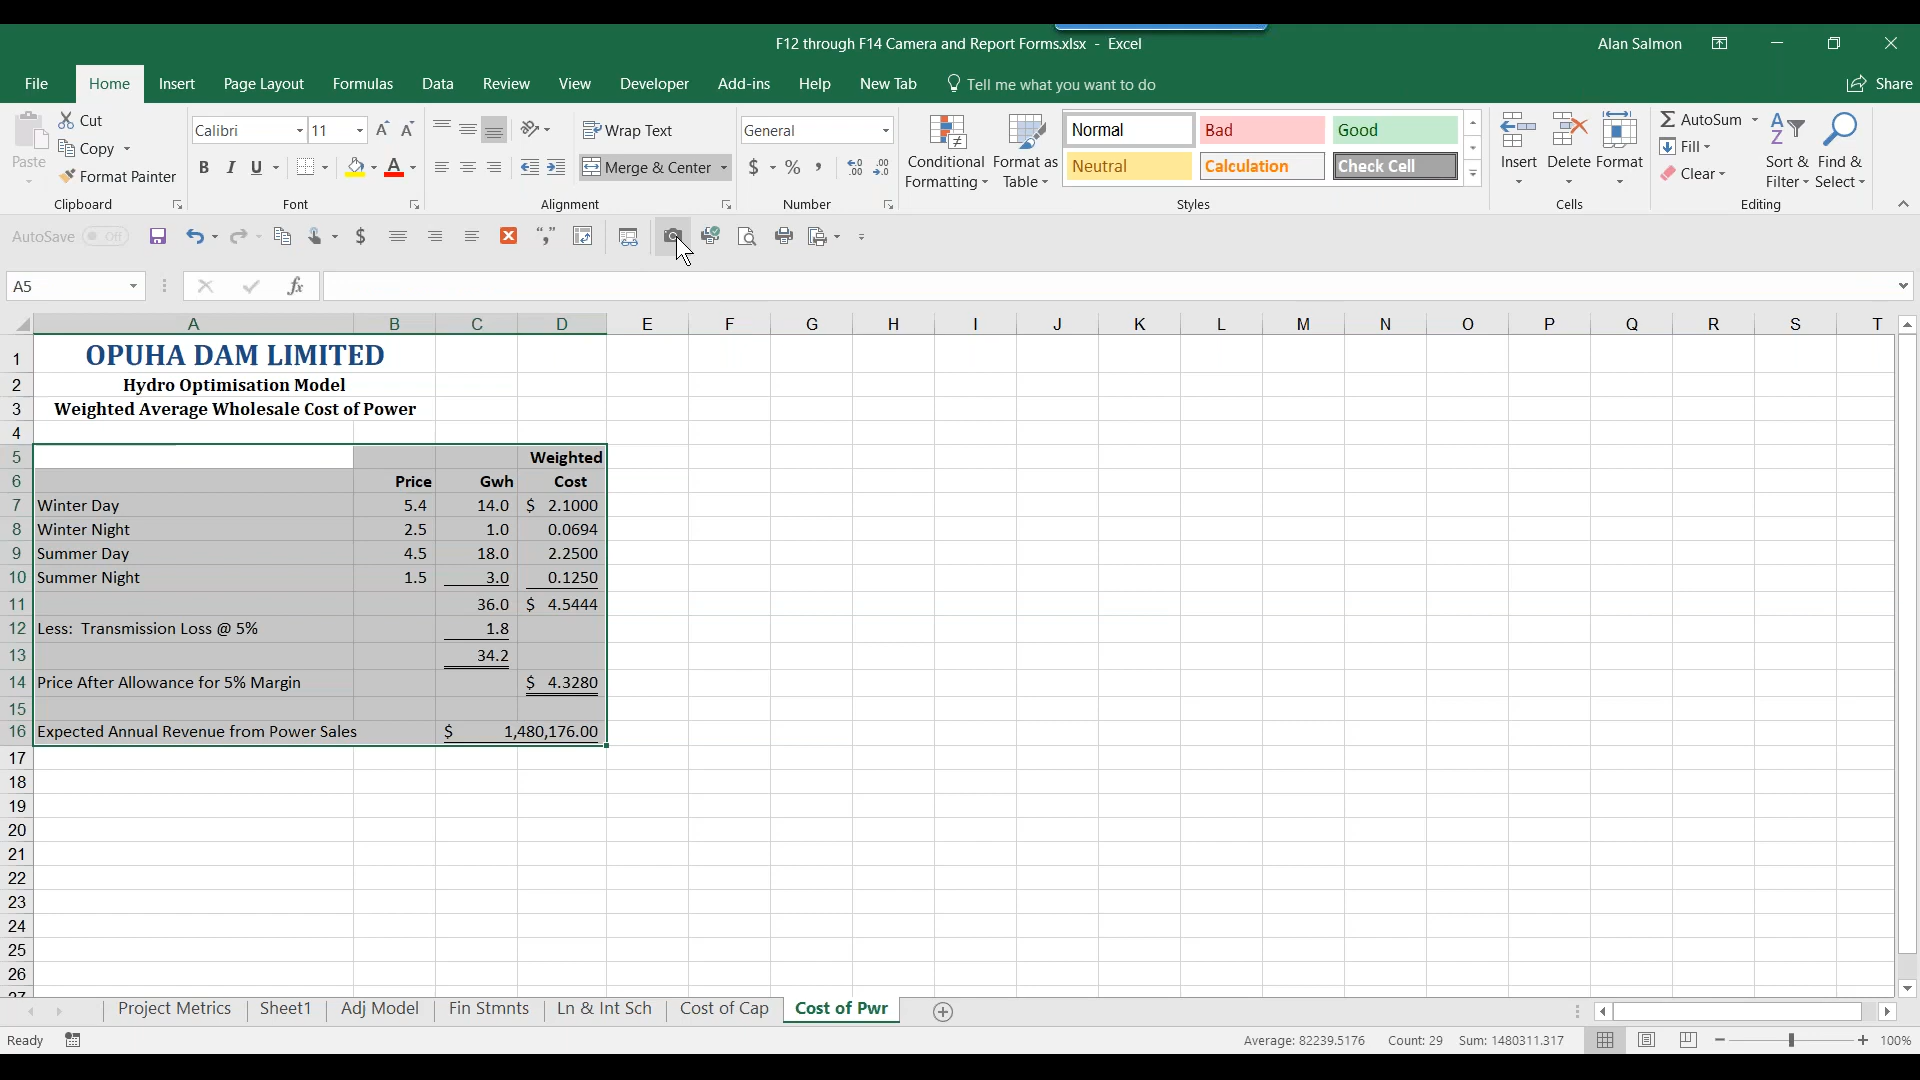 F12 through F14 Camera and Report Forms.xlsx - Excel
Alan Salmon
File Home Insert Page Layout Formulas Data Review View Developer Add-ins Help New Tab Tell me what you want to do Share
Paste
Cut
Copy
Format Painter
Clipboard
Calibri 11
B I U
Font
Wrap Text
Merge & Center
Alignment
General
$ % ,
Number
Conditional Formatting
Format as Table
Normal Bad Good
Neutral Calculation Check Cell
Styles
Insert Delete Format
Cells
AutoSum
Fill
Clear
Sort & Filter
Find & Select
Editing
AutoSave Off
A5
fx
A B C D E F G H I J K L M N O P Q R S T
1 OPUHA DAM LIMITED
2 Hydro Optimisation Model
3 Weighted Average Wholesale Cost of Power
4
5 Weighted
6 Price Gwh Cost
7 Winter Day 5.4 14.0 $ 2.1000
8 Winter Night 2.5 1.0 0.0694
9 Summer Day 4.5 18.0 2.2500
10 Summer Night 1.5 3.0 0.1250
11 36.0 $ 4.5444
12 Less: Transmission Loss @ 5% 1.8
13 34.2
14 Price After Allowance for 5% Margin $ 4.3280
15
16 Expected Annual Revenue from Power Sales $ 1,480,176.00
17
18
19
20
21
22
23
24
25
26
27
Project Metrics Sheet1 Adj Model Fin Stmnts Ln & Int Sch Cost of Cap Cost of Pwr
Ready
Average: 82239.5176 Count: 29 Sum: 1480311.317
100%